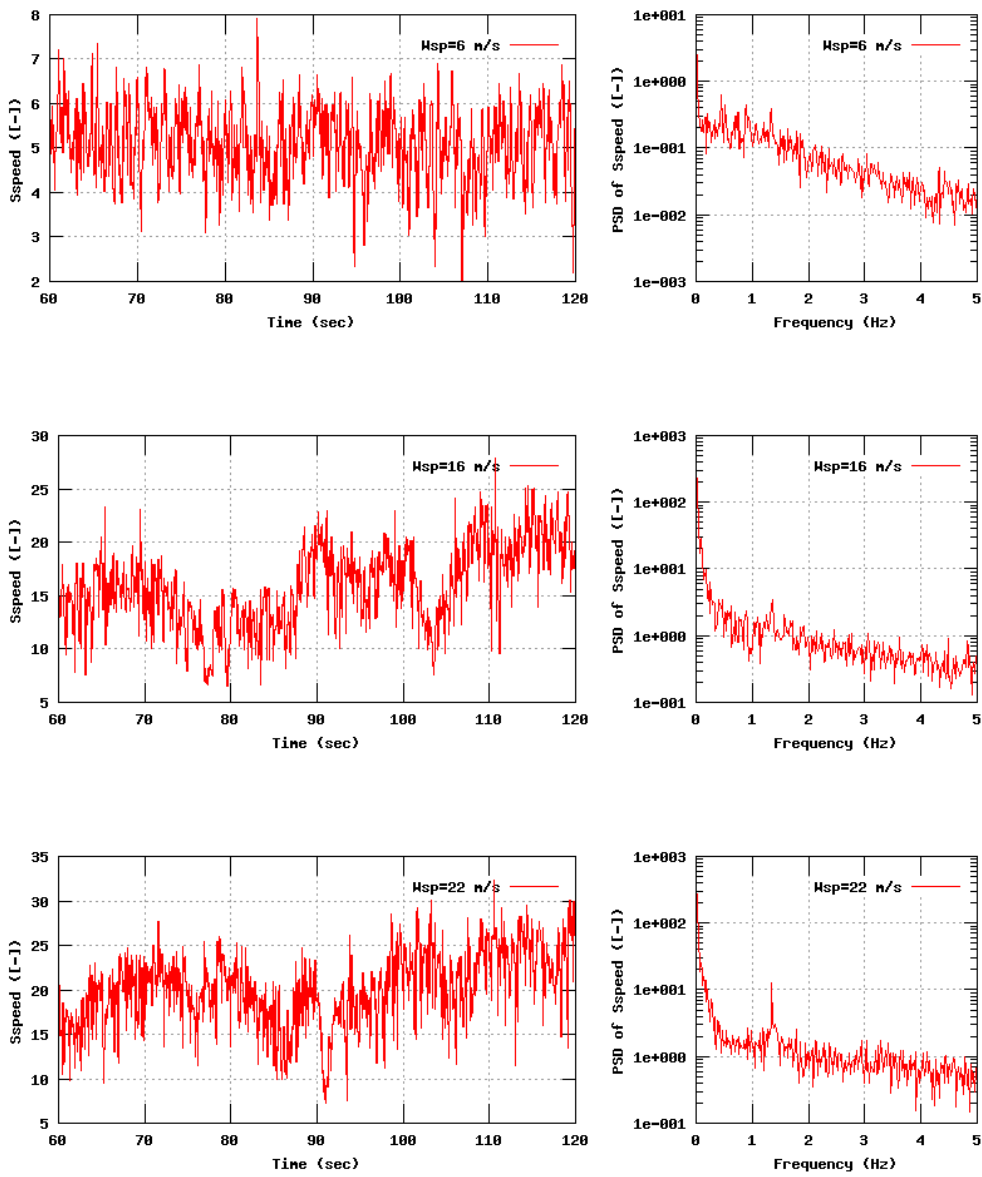 8
7
6
5
4
3
2
Sspeed ([-])
Wsp=6 m/s
60 70 80 90 100 110 120
Time (sec)
1e+001
1e+000
1e-001
1e-002
1e-003
PSD of Sspeed ([-])
Wsp=6 m/s
0 1 2 3 4 5
Frequency (Hz)
30
25
20
15
10
5
Sspeed ([-])
Wsp=16 m/s
60 70 80 90 100 110 120
Time (sec)
1e+003
1e+002
1e+001
1e+000
1e-001
PSD of Sspeed ([-])
Wsp=16 m/s
0 1 2 3 4 5
Frequency (Hz)
35
30
25
20
15
10
5
Sspeed ([-])
Wsp=22 m/s
60 70 80 90 100 110 120
Time (sec)
1e+003
1e+002
1e+001
1e+000
1e-001
PSD of Sspeed ([-])
Wsp=22 m/s
0 1 2 3 4 5
Frequency (Hz)